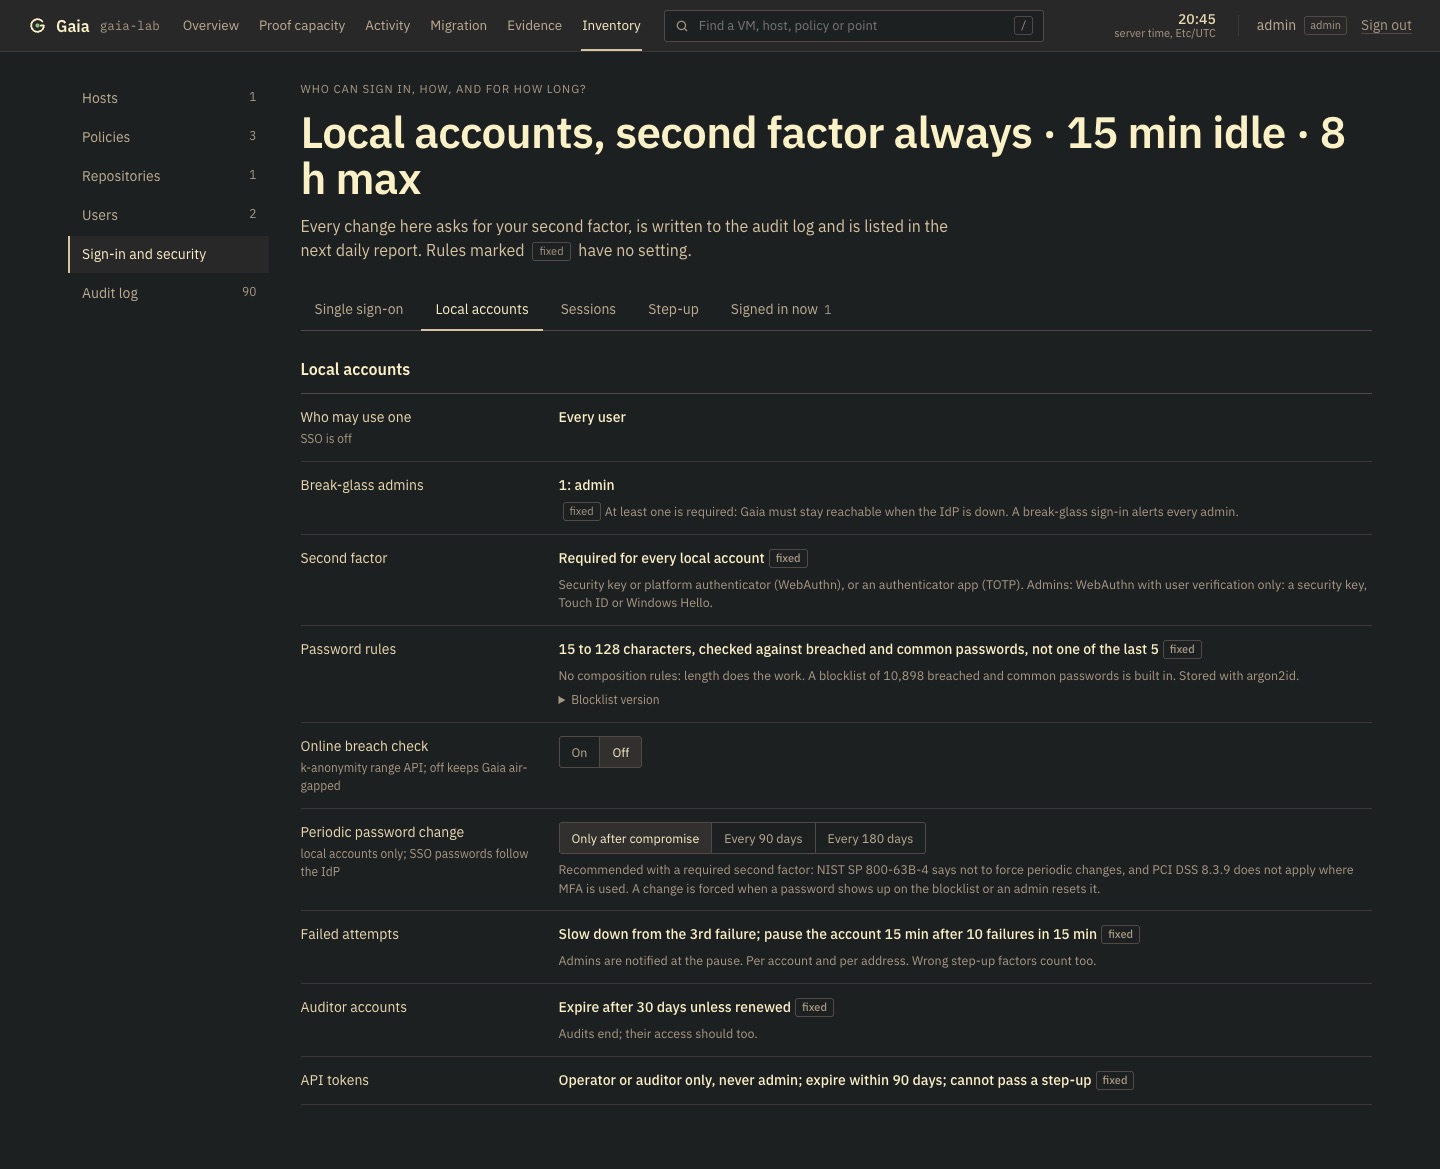 Gaia gaia-lab Overview Proof capacity Activity Migration Evidence Inventory Find a VM, host, policy or point / 20:45 admin admin Sign out
server time, Etc/UTC
Hosts 1
Policies 3
Repositories 1
Users 2
Sign-in and security
Audit log 90
WHO CAN SIGN IN, HOW, AND FOR HOW LONG?
Local accounts, second factor always · 15 min idle · 8
h max
Every change here asks for your second factor, is written to the audit log and is listed in the
next daily report. Rules marked fixed have no setting.
Single sign-on Local accounts Sessions Step-up Signed in now 1
Local accounts
Who may use one Every user
SSO is off
Break-glass admins 1: admin
fixed At least one is required: Gaia must stay reachable when the IdP is down. A break-glass sign-in alerts every admin.
Second factor Required for every local account fixed
Security key or platform authenticator (WebAuthn), or an authenticator app (TOTP). Admins: WebAuthn with user verification only: a security key,
Touch ID or Windows Hello.
Password rules 15 to 128 characters, checked against breached and common passwords, not one of the last 5 fixed
No composition rules: length does the work. A blocklist of 10,898 breached and common passwords is built in. Stored with argon2id.
▶ Blocklist version
Online breach check On Off
k-anonymity range API; off keeps Gaia air-
gapped
Periodic password change Only after compromise Every 90 days Every 180 days
local accounts only; SSO passwords follow
the IdP
Recommended with a required second factor: NIST SP 800-63B-4 says not to force periodic changes, and PCI DSS 8.3.9 does not apply where
MFA is used. A change is forced when a password shows up on the blocklist or an admin resets it.
Failed attempts Slow down from the 3rd failure; pause the account 15 min after 10 failures in 15 min fixed
Admins are notified at the pause. Per account and per address. Wrong step-up factors count too.
Auditor accounts Expire after 30 days unless renewed fixed
Audits end; their access should too.
API tokens Operator or auditor only, never admin; expire within 90 days; cannot pass a step-up fixed